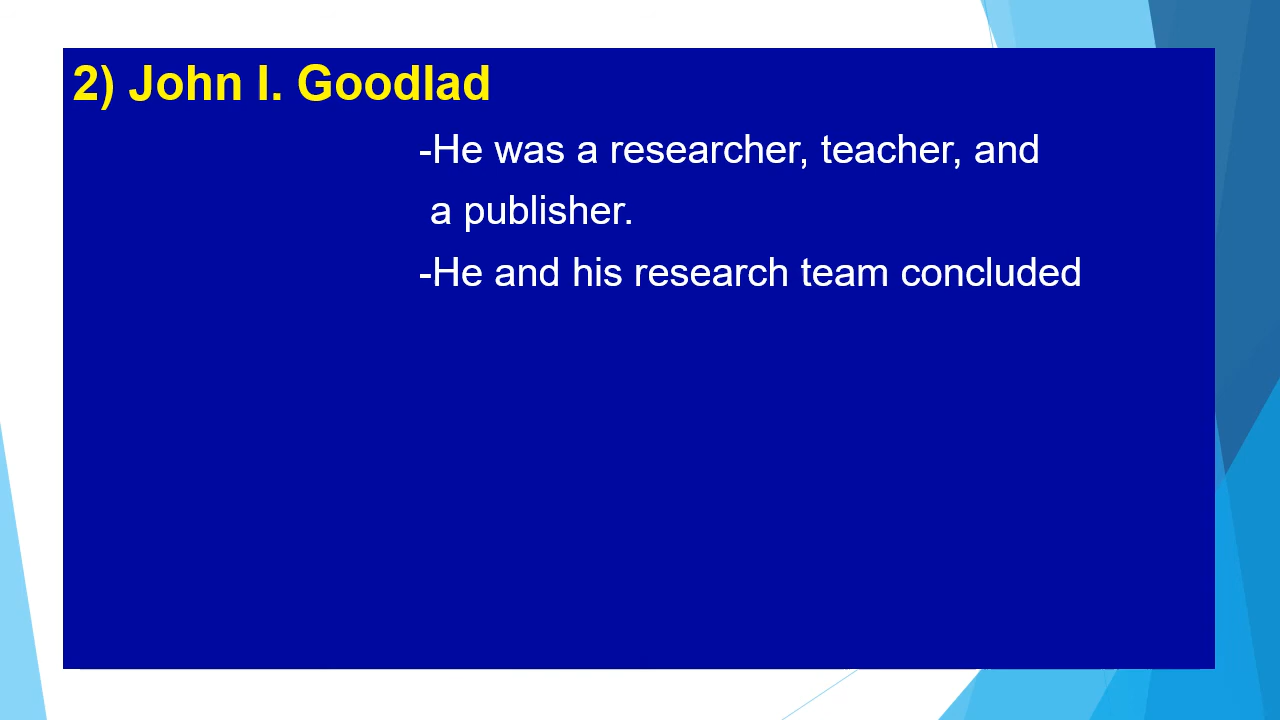 2) John I. Goodlad
-He was a researcher, teacher, and
a publisher.
-He and his research team concluded